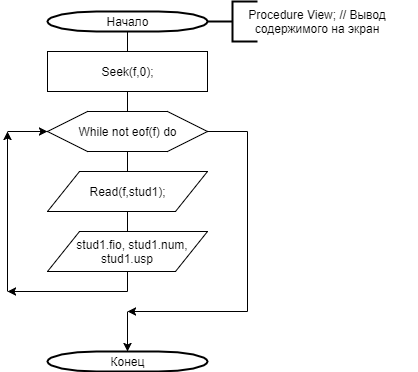 Начало
Procedure View; // Вывод
содержимого на экран
Seek(f,0);
While not eof(f) do
Read(f,stud1);
stud1.fio, stud1.num,
stud1.usp
Конец